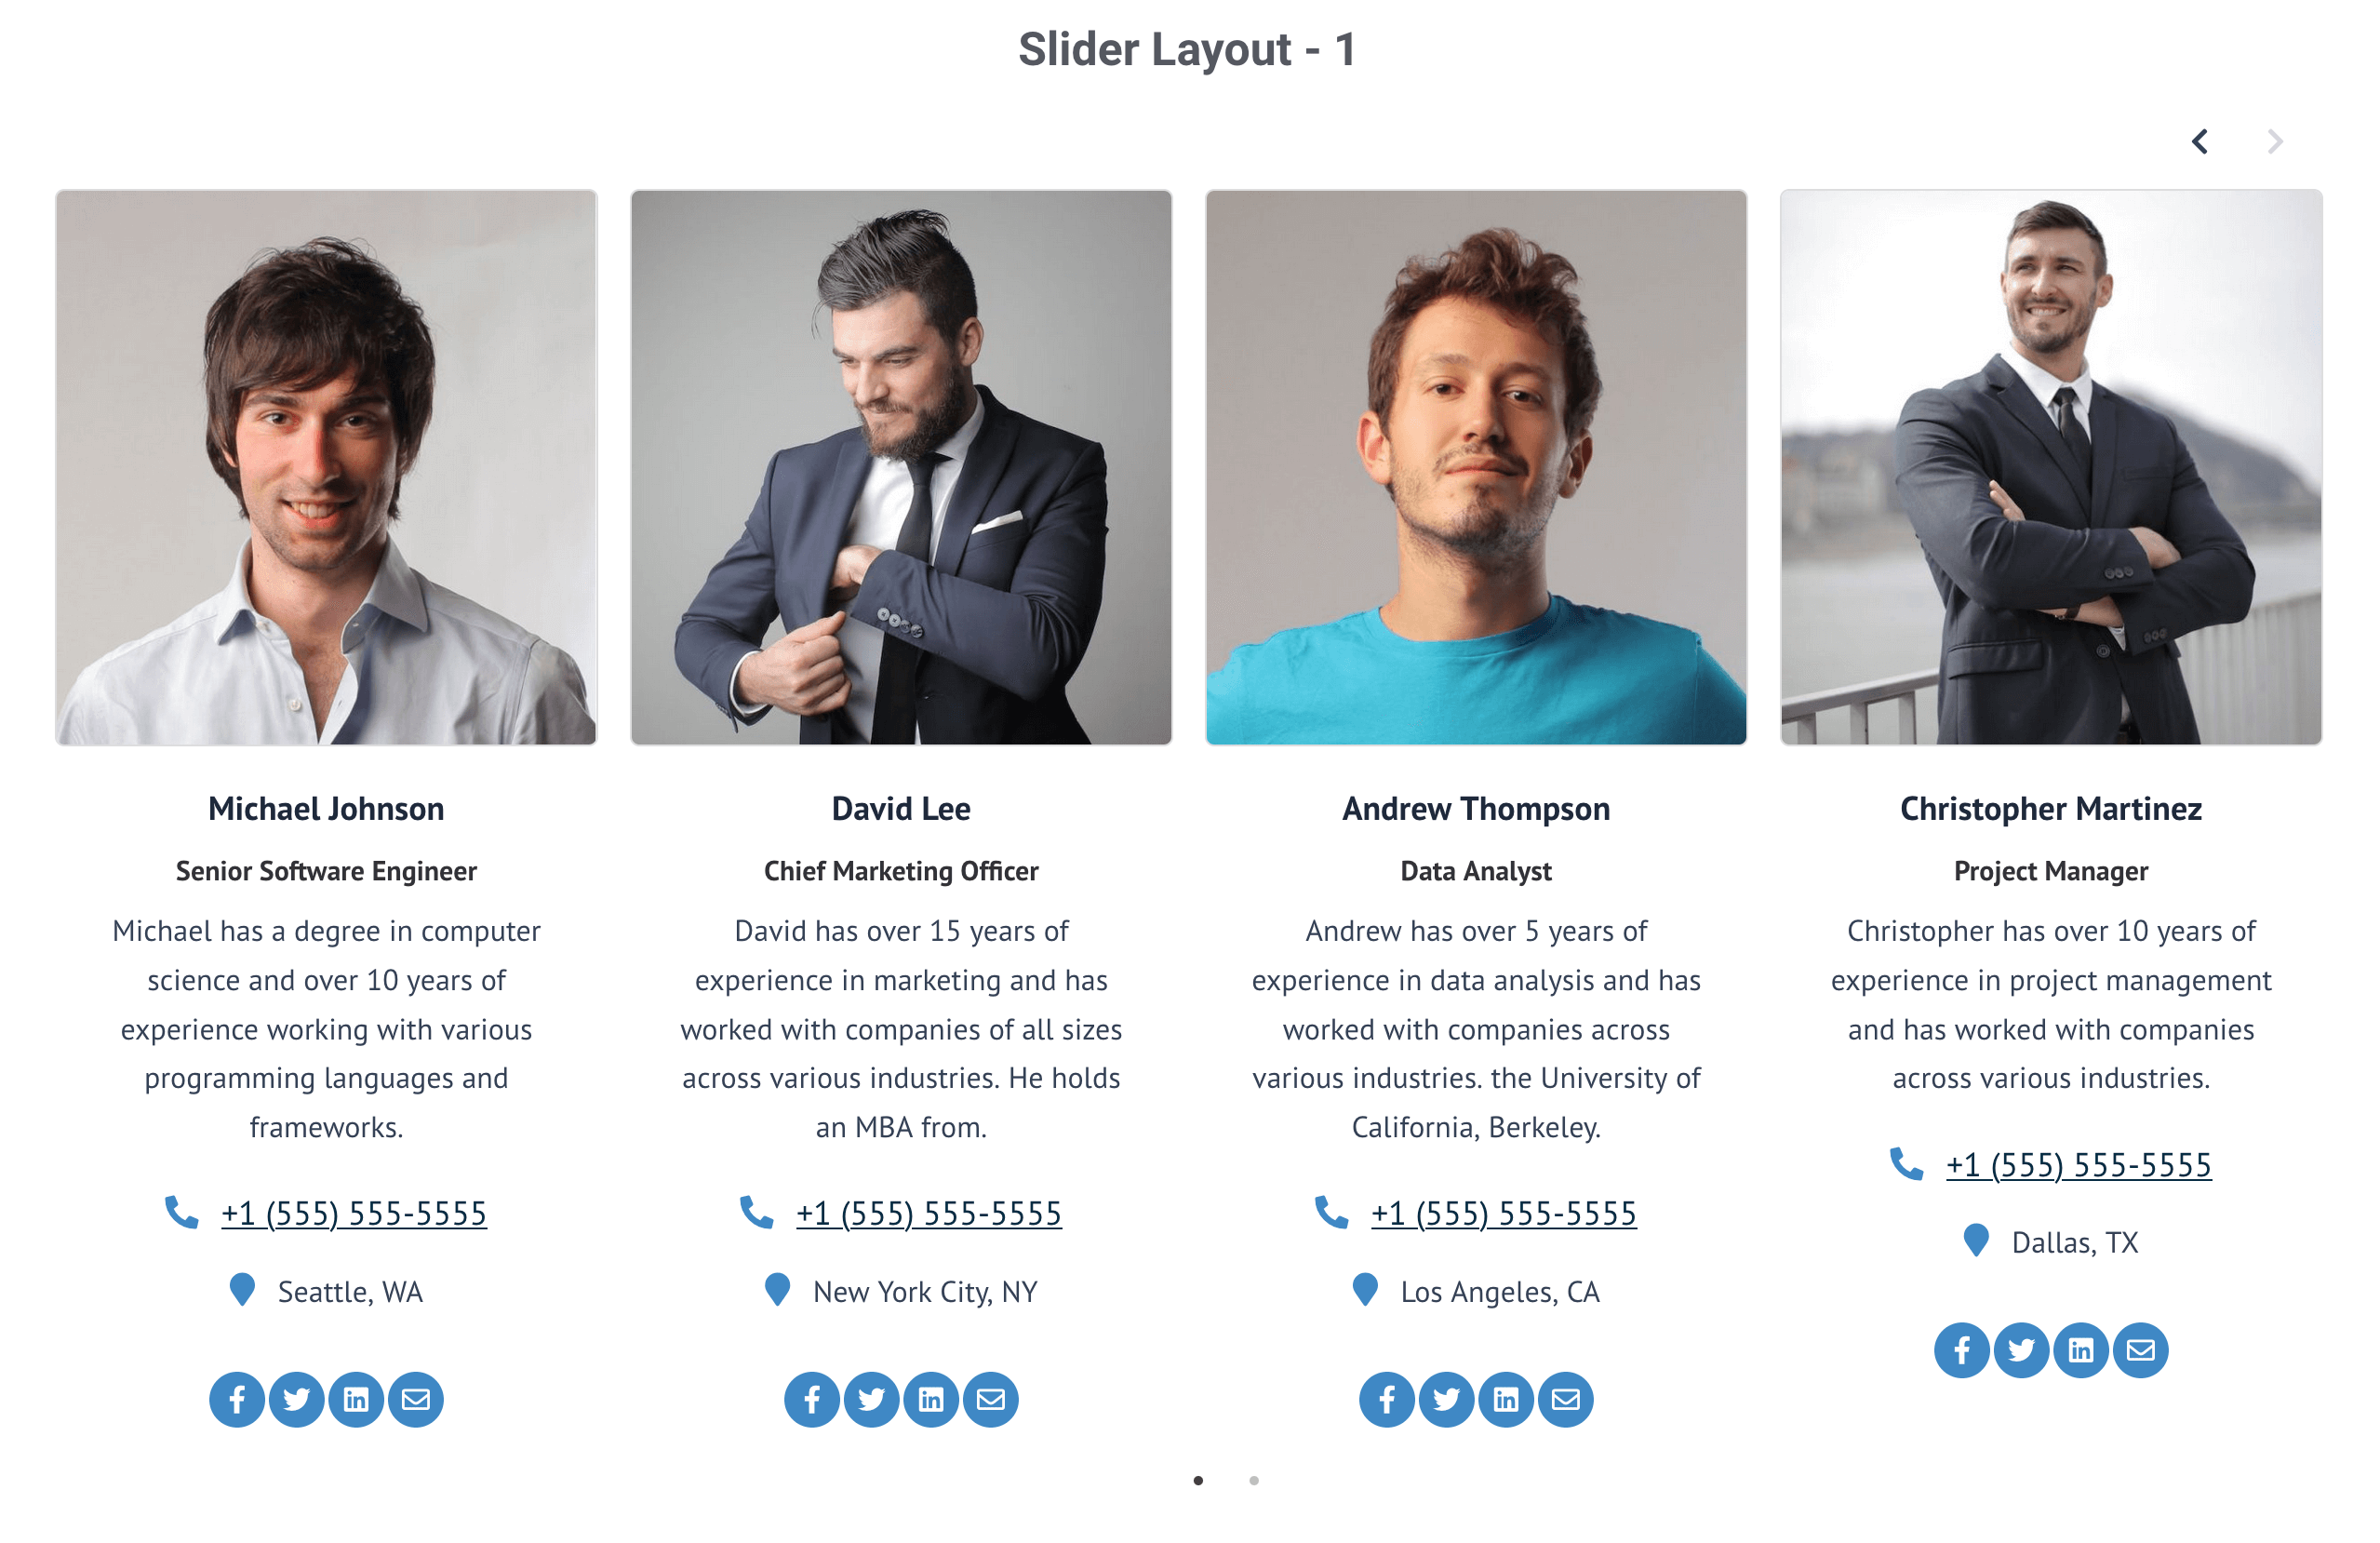 Slider Layout - 1
Michael Johnson
Senior Software Engineer
Michael has a degree in computer
science and over 10 years of
experience working with various
programming languages and
frameworks.
+1 (555) 555-5555
Seattle, WA
David Lee
Chief Marketing Officer
David has over 15 years of
experience in marketing and has
worked with companies of all sizes
across various industries. He holds
an MBA from.
+1 (555) 555-5555
New York City, NY
Andrew Thompson
Data Analyst
Andrew has over 5 years of
experience in data analysis and has
worked with companies across
various industries. the University of
California, Berkeley.
+1 (555) 555-5555
Los Angeles, CA
Christopher Martinez
Project Manager
Christopher has over 10 years of
experience in project management
and has worked with companies
across various industries.
+1 (555) 555-5555
Dallas, TX